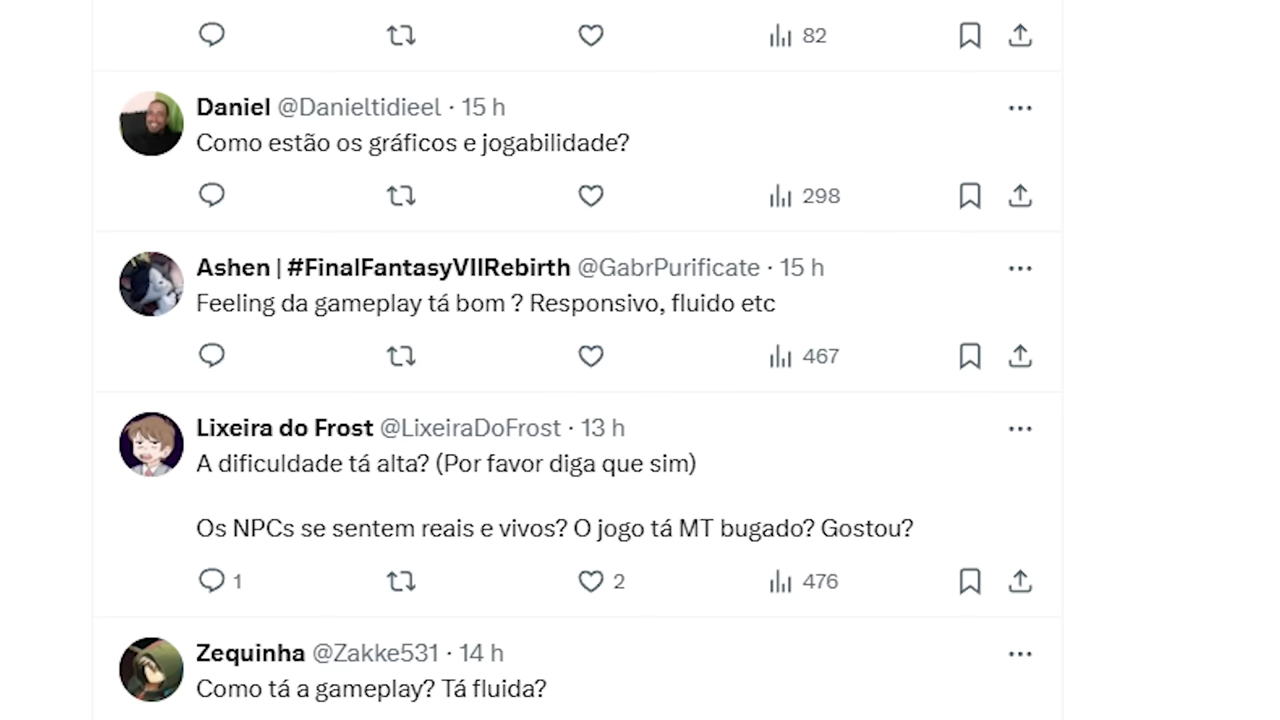 82
Daniel @Danieltidieel · 15 h
Como estão os gráficos e jogabilidade?
298
Ashen | #FinalFantasyVIIRebirth @GabrPurificate · 15 h
Feeling da gameplay tá bom ? Responsivo, fluido etc
467
Lixeira do Frost @LixeiraDoFrost · 13 h
A dificuldade tá alta? (Por favor diga que sim)
Os NPCs se sentem reais e vivos? O jogo tá MT bugado? Gostou?
1 2 476
Zequinha @Zakke531 · 14 h
Como tá a gameplay? Tá fluida?